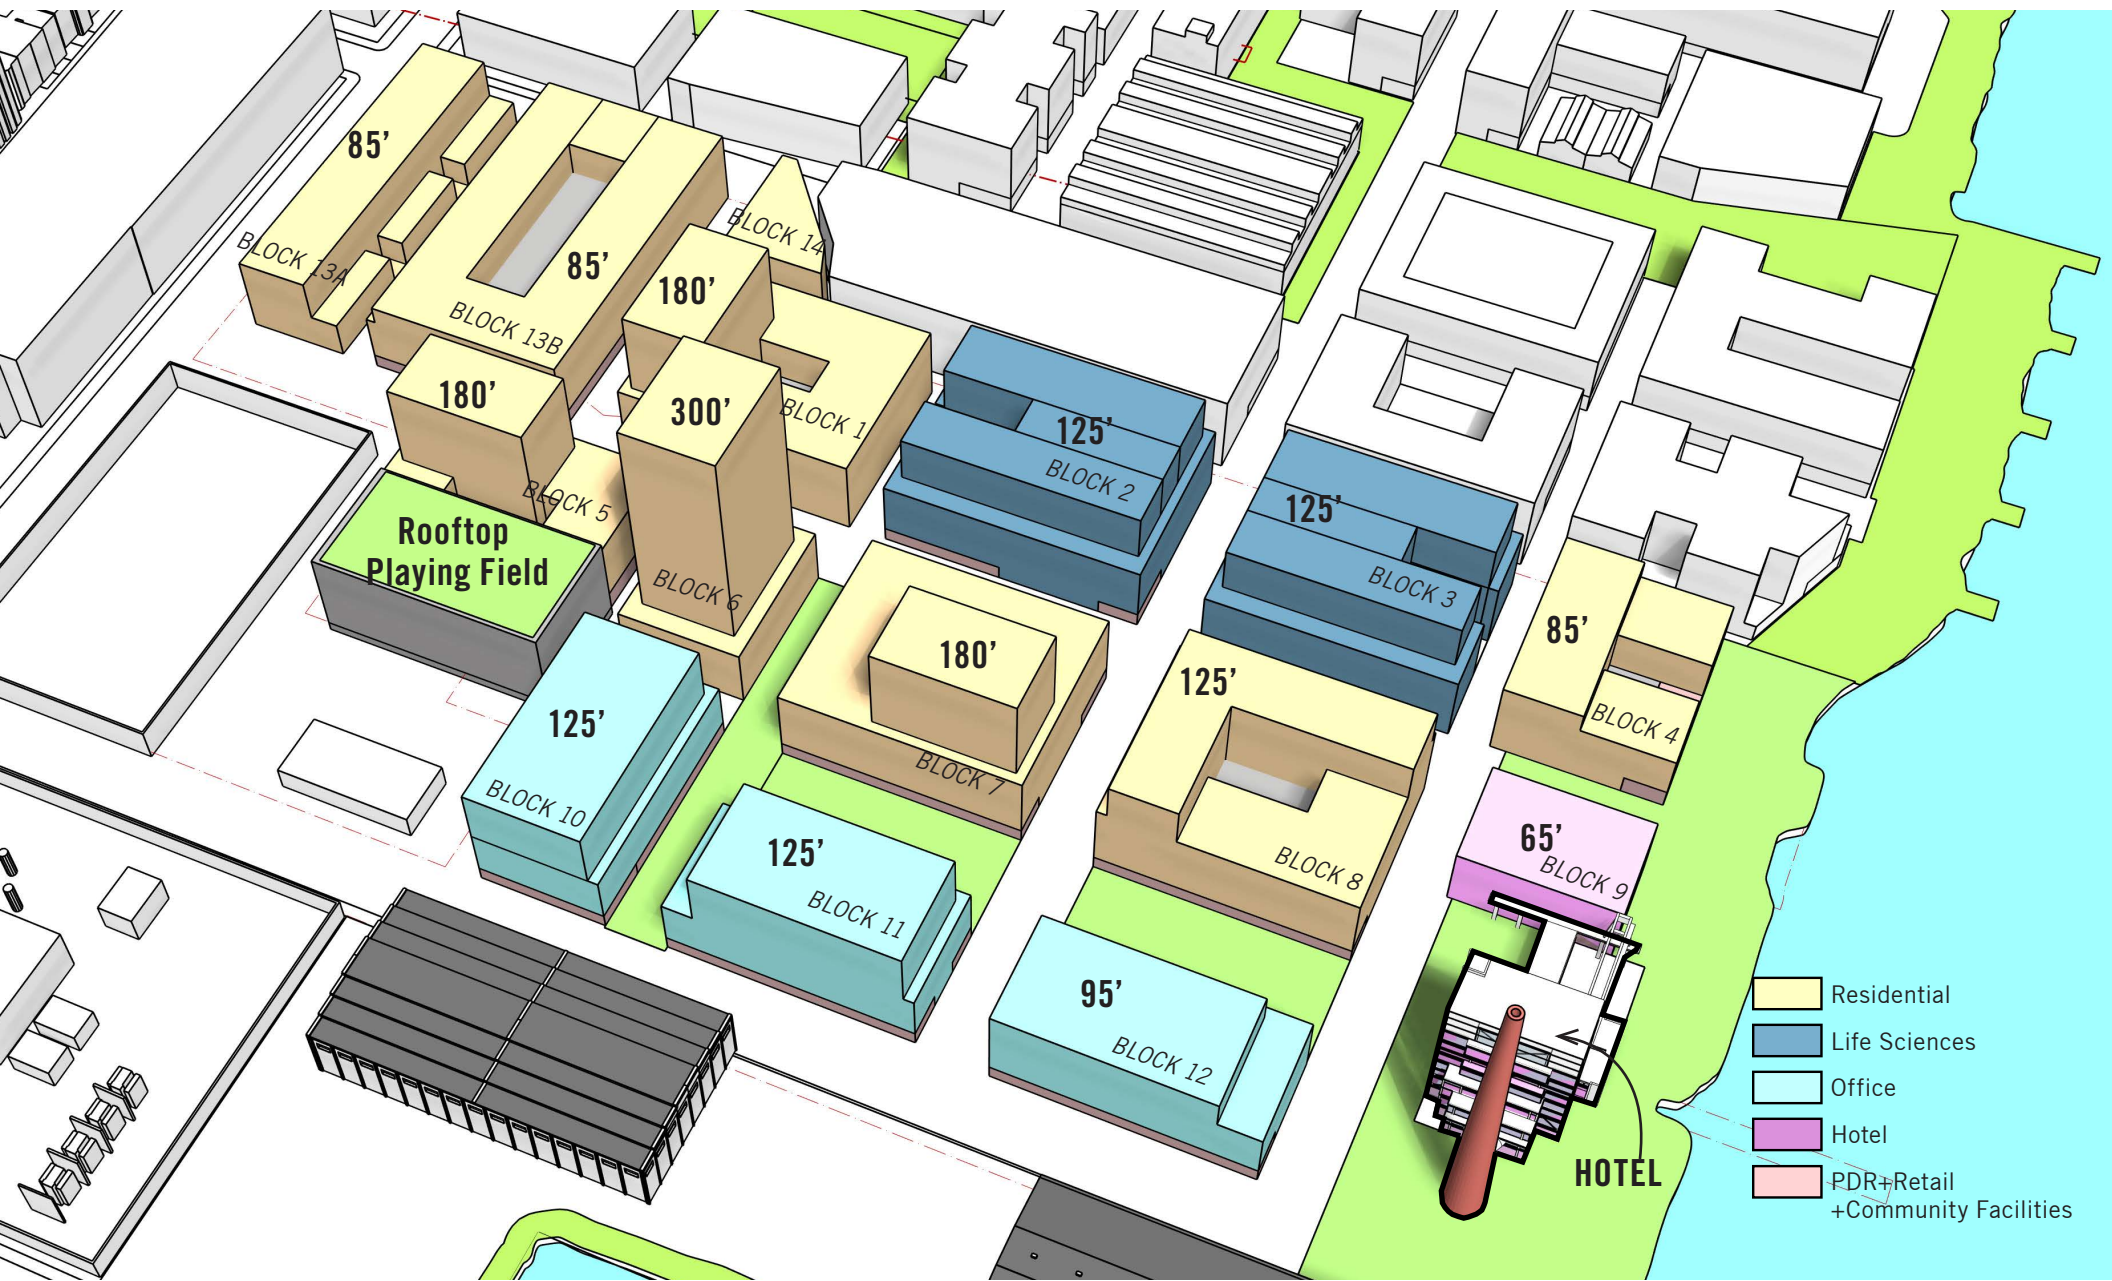 85’
BLOCK 13A
85’
BLOCK 13B
BLOCK 14
180’
BLOCK 1
180’
300’
BLOCK 5
BLOCK 6
125’
BLOCK 2
125’
BLOCK 3
Rooftop
Playing Field
85’
BLOCK 4
180’
BLOCK 7
125’
BLOCK 8
125’
BLOCK 10
125’
BLOCK 11
65’
BLOCK 9
95’
BLOCK 12
HOTEL
Residential
Life Sciences
Office
Hotel
PDR+Retail
+Community Facilities